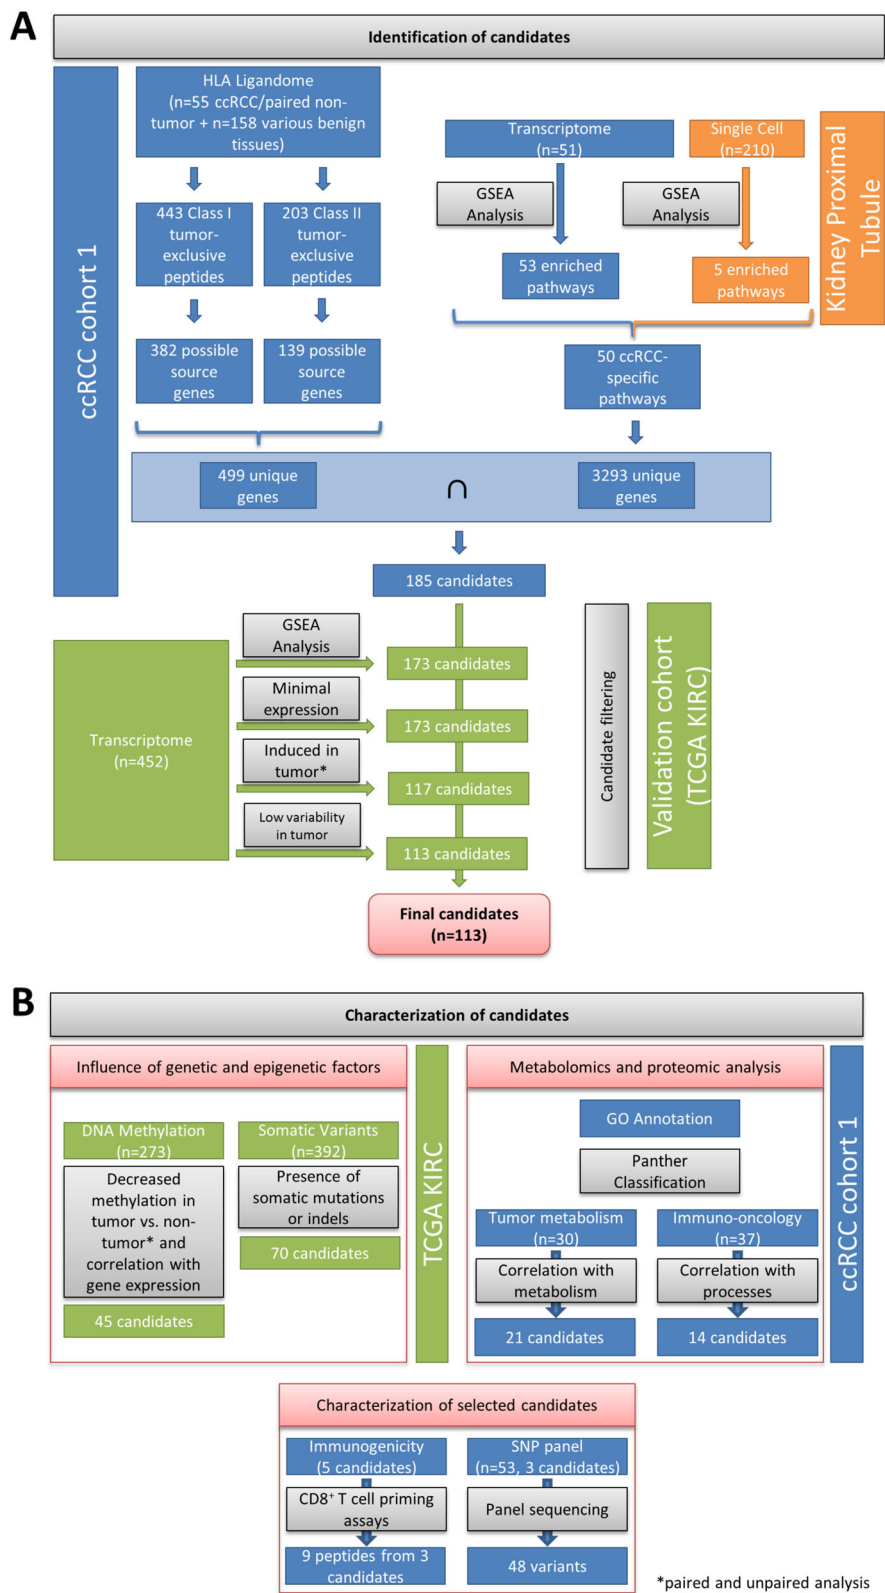 A
Identification of candidates
ccRCC cohort 1
HLA Ligandome
(n=55 ccRCC/paired non-
tumor + n=158 various benign
tissues)
443 Class I
tumor-
exclusive
peptides
203 Class II
tumor-
exclusive
peptides
382 possible
source
genes
139 possible
source
genes
Transcriptome
(n=51)
Single Cell
(n=210)
Kidney Proximal
Tubule
GSEA
Analysis
GSEA
Analysis
53 enriched
pathways
5 enriched
pathways
50 ccRCC-
specific
pathways
499 unique
genes
∩
3293 unique
genes
185 candidates
Transcriptome
(n=452)
GSEA
Analysis
173 candidates
Minimal
expression
173 candidates
Induced in
tumor*
117 candidates
Low variability
in tumor
113 candidates
Candidate filtering
Validation cohort
(TCGA KIRC)
Final candidates
(n=113)
B
Characterization of candidates
Influence of genetic and epigenetic factors
DNA Methylation
(n=273)
Decreased
methylation in
tumor vs. non-
tumor* and
correlation with
gene expression
45 candidates
Somatic Variants
(n=392)
Presence of
somatic mutations
or indels
70 candidates
TCGA KIRC
Metabolomics and proteomic analysis
GO Annotation
Panther
Classification
Tumor metabolism
(n=30)
Correlation with
metabolism
21 candidates
Immuno-oncology
(n=37)
Correlation with
processes
14 candidates
ccRCC cohort 1
Characterization of selected candidates
Immunogenicity
(5 candidates)
CD8⁺ T cell priming
assays
9 peptides from 3
candidates
SNP panel
(n=53, 3 candidates)
Panel sequencing
48 variants
*paired and unpaired analysis